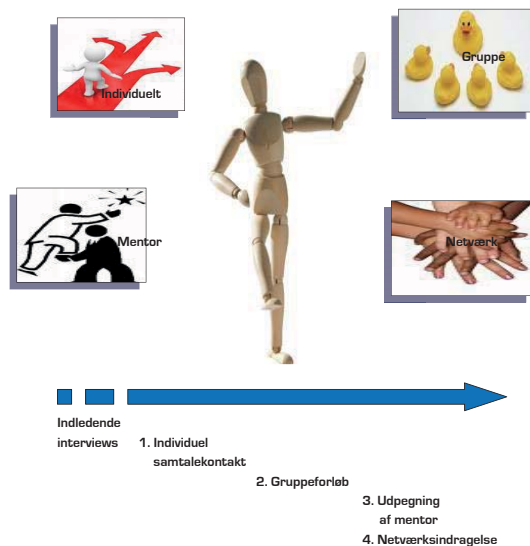 Individuelt
Gruppe
Mentor
Netværk
Indledende
interviews
1. Individuel
samtalekontakt
2. Gruppeforløb
3. Udpegning
af mentor
4. Netværksindragelse